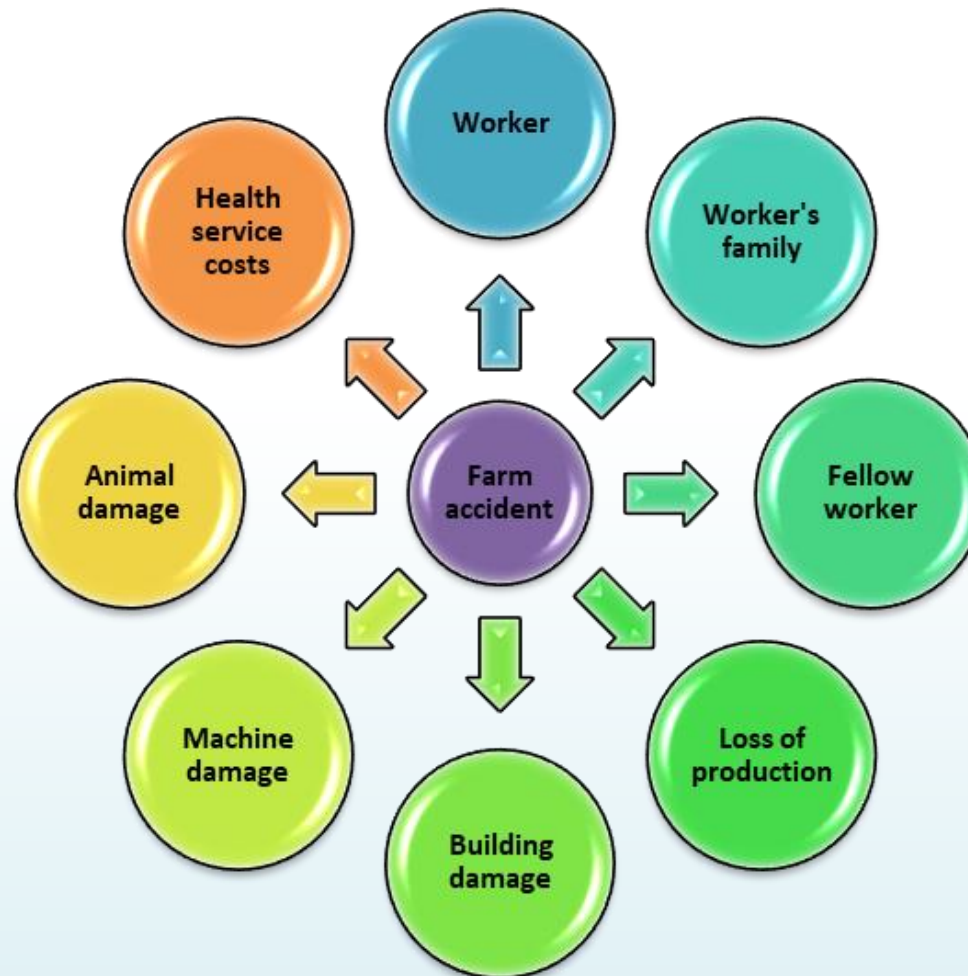 Worker
Health
service
costs
Worker's
family
Animal
damage
Farm
accident
Fellow
worker
Machine
damage
Loss of
production
Building
damage